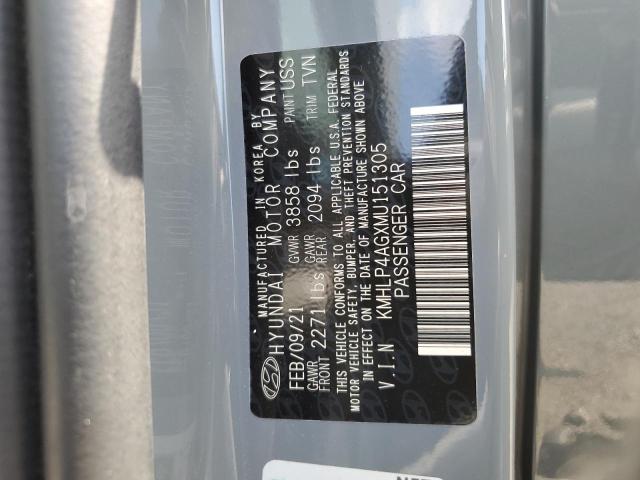 MANUFACTURED IN KOREA BY
HYUNDAI MOTOR COMPANY
FEB/09/21 GVWR 3858 lbs PAINT USS
GAWR FRONT 2271 lbs GAWR REAR 2094 lbs TRIM TVN
THIS VEHICLE CONFORMS TO ALL APPLICABLE U.S.A. FEDERAL
MOTOR VEHICLE SAFETY, BUMPER, AND THEFT PREVENTION STANDARDS
IN EFFECT ON THE DATE OF MANUFACTURE SHOWN ABOVE
V.I.N KMHLP4AGXMU151305
PASSENGER CAR